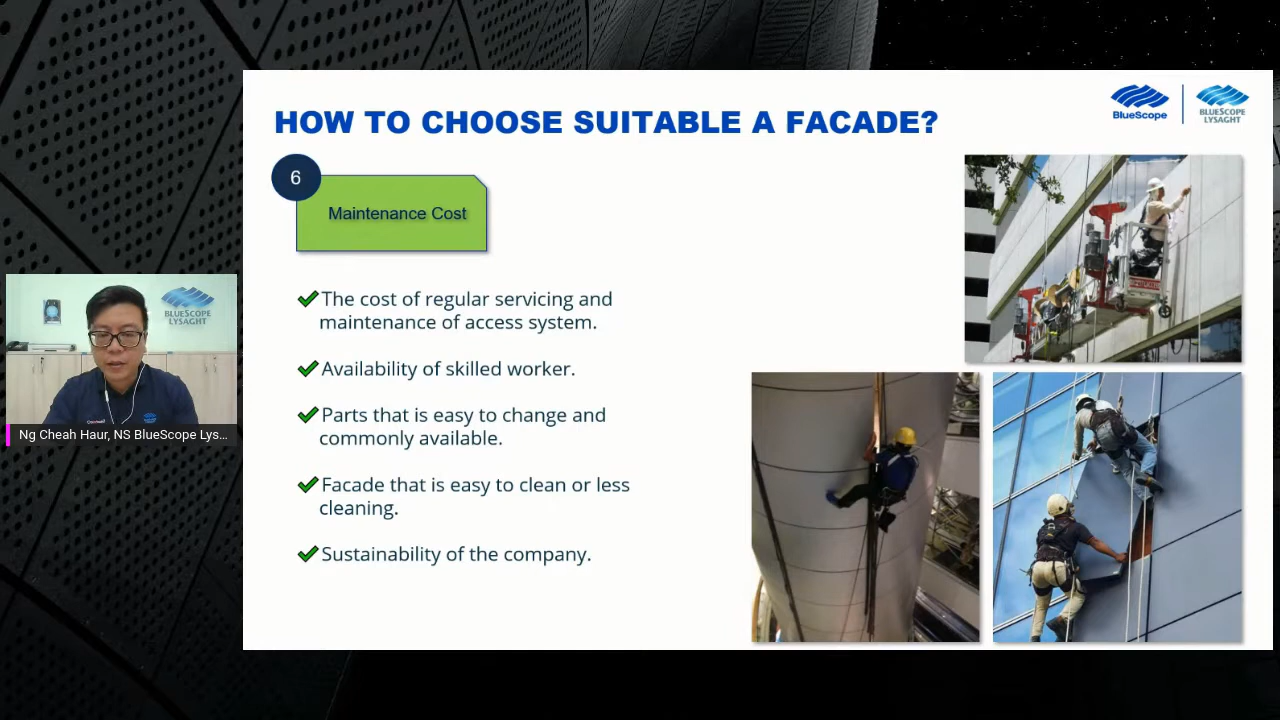 HOW TO CHOOSE SUITABLE A FACADE?
BlueScope
BLUESCOPE
LYSAGHT
6
Maintenance Cost
The cost of regular servicing and
maintenance of access system.
Availability of skilled worker.
Parts that is easy to change and
commonly available.
Facade that is easy to clean or less
cleaning.
Sustainability of the company.
BLUESCOPE
LYSAGHT
Ng Cheah Haur, NS BlueScope Lys...